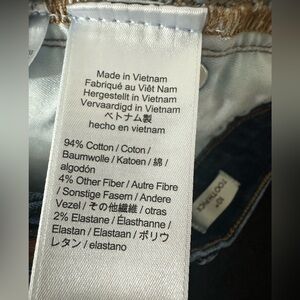 Made in Vietnam
Fabriqué au Viêt Nam
Hergestellt in Vietnam
Vervaardigd in Vietnam
ベトナム製
hecho en vietnam
94% Cotton / Coton /
Baumwolle / Katoen / 綿 /
algodón
4% Other Fiber / Autre Fibre
/ Sonstige Fasern / Andere
Vezel / その他繊維 / otras
2% Elastane / Élasthanne /
Elastan / Elastaan / ポリウ
レタン / elastano